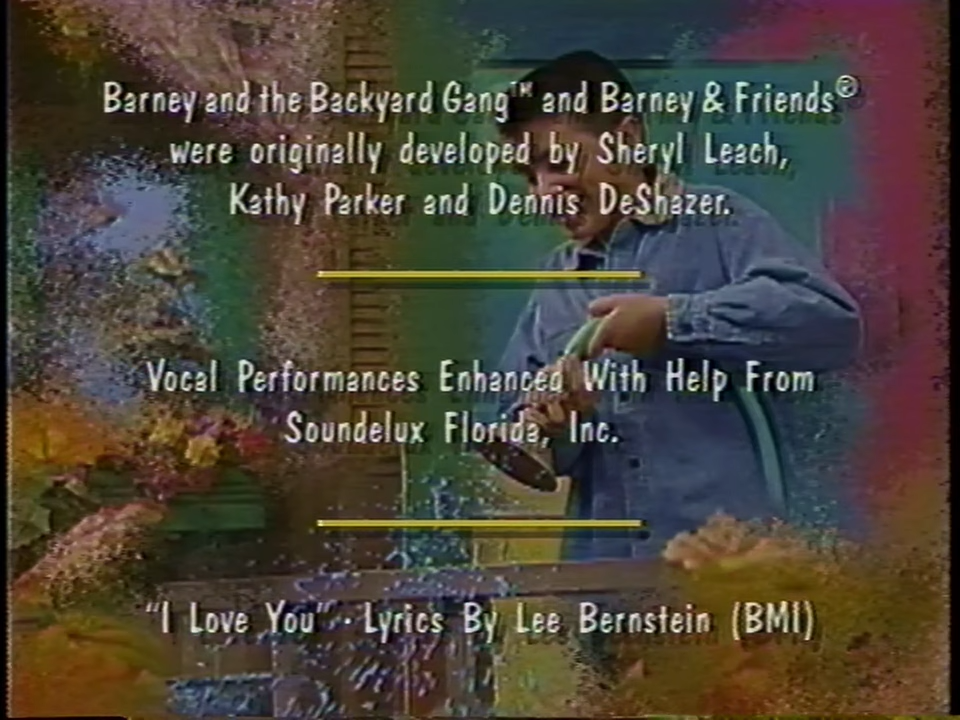 Barney and the Backyard Gang™ and Barney & Friends®
were originally developed by Sheryl Leach,
Kathy Parker and Dennis DeShazer.
Vocal Performances Enhanced With Help From
Soundelux Florida, Inc.
"I Love You" · Lyrics By Lee Bernstein (BMI)